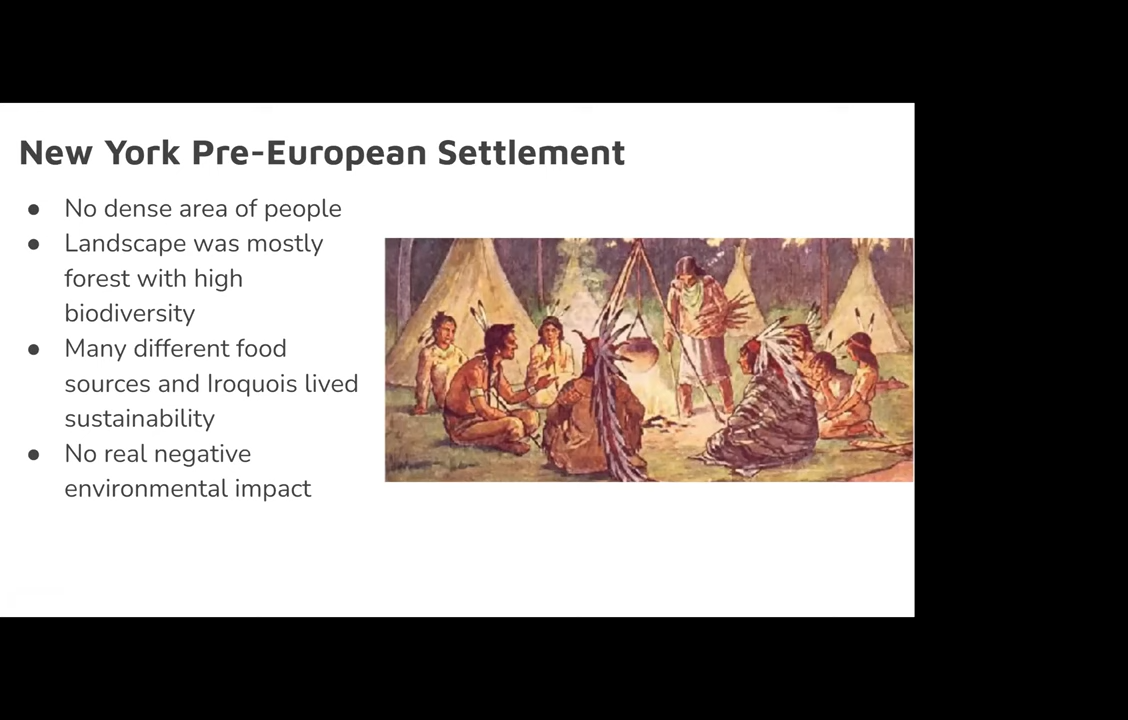 New York Pre-European Settlement
● No dense area of people
● Landscape was mostly
forest with high
biodiversity
● Many different food
sources and Iroquois lived
sustainability
● No real negative
environmental impact